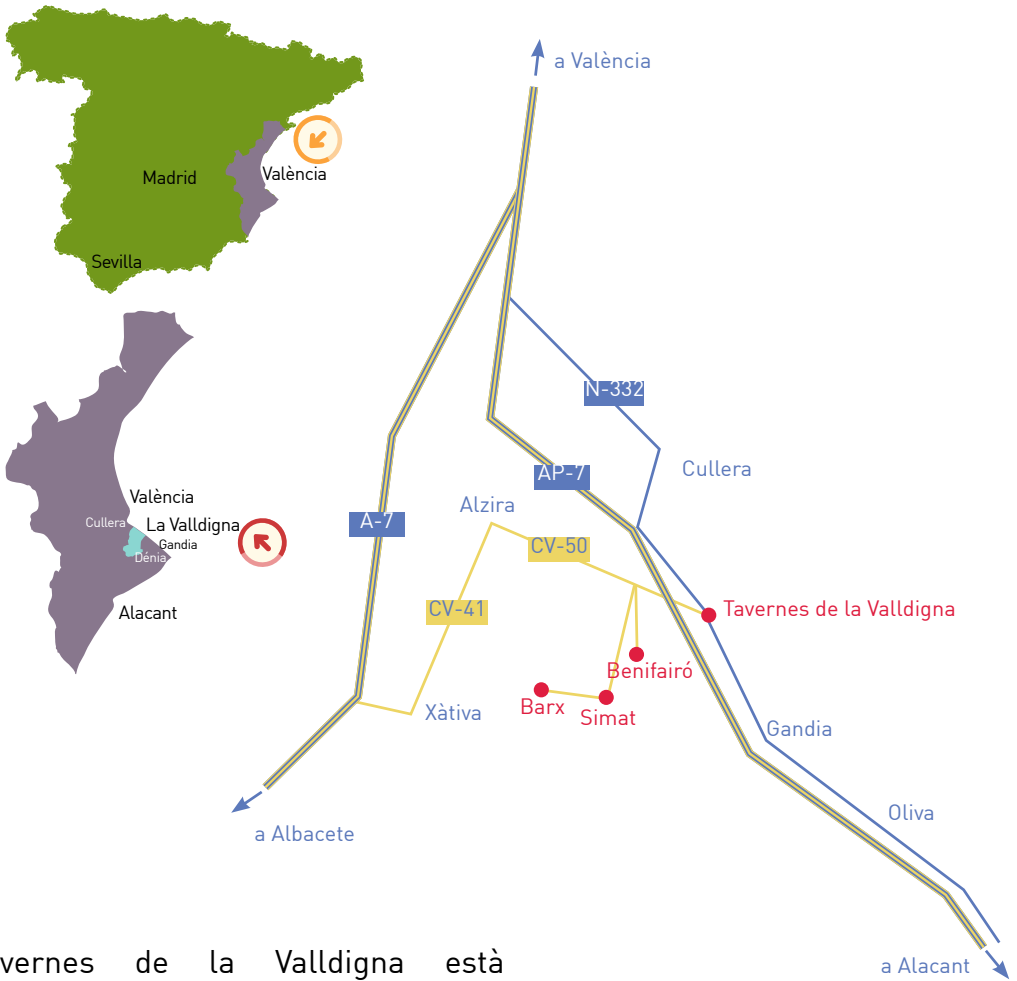 a València
Madrid
València
Sevilla
N-332
Cullera
AP-7
Alzira
A-7
CV-50
CV-41
València
Cullera
La Valldigna
Gandia
Dénia
Alacant
Tavernes de la Valldigna
Benifairó
Barx
Simat
Xàtiva
Gandia
Oliva
a Albacete
a Alacant
vernes de la Valldigna està